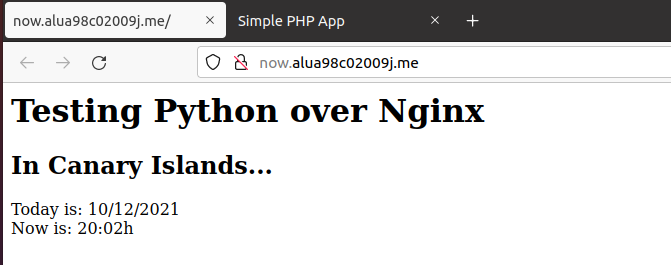 now.alua98c02009j.me/
Simple PHP App
now.alua98c02009j.me
Testing Python over Nginx
In Canary Islands...
Today is: 10/12/2021
Now is: 20:02h